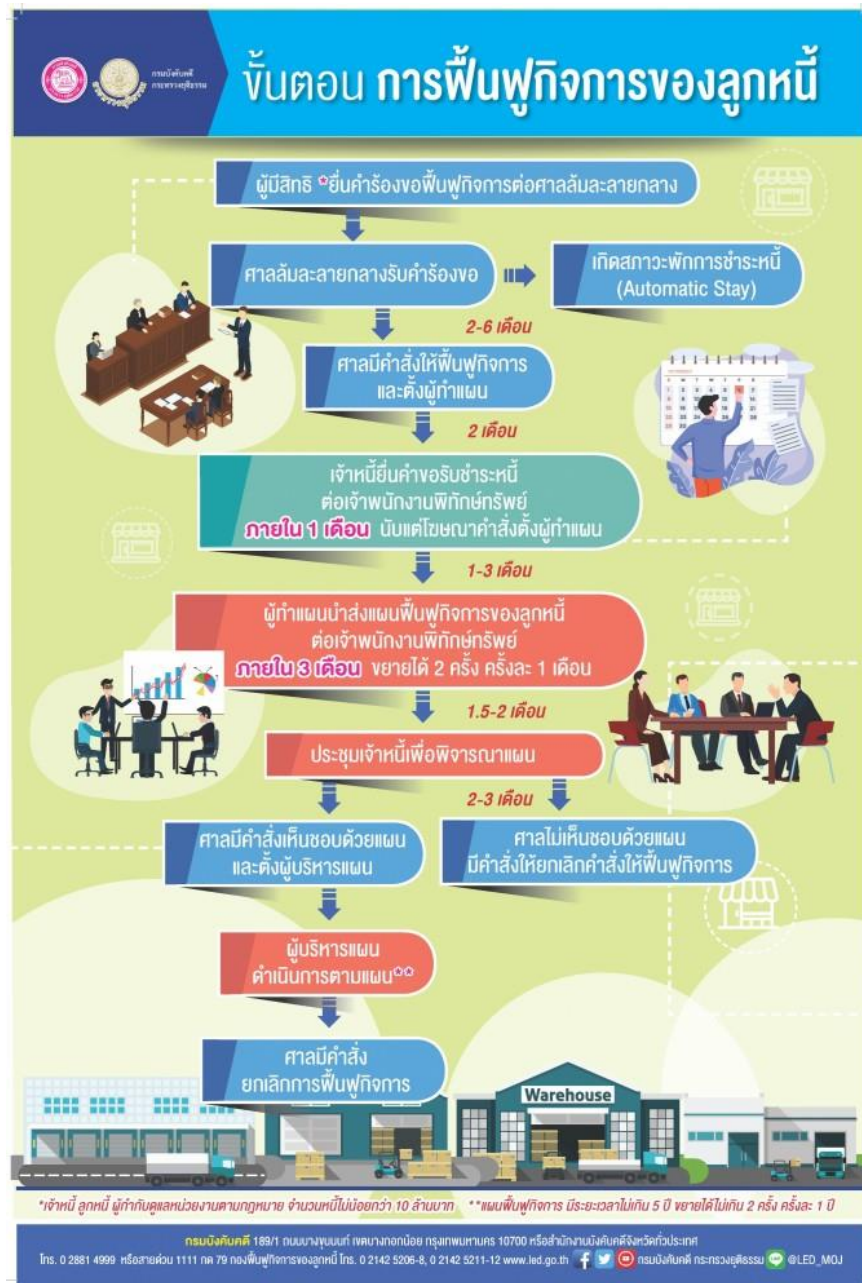 กรมบังคับคดี
กระทรวงยุติธรรม
ขั้นตอน การฟื้นฟูกิจการของลูกหนี้
ผู้มีสิทธิ *ยื่นคำร้องขอฟื้นฟูกิจการต่อศาลล้มละลายกลาง
ศาลล้มละลายกลางรับคำร้องขอ
เกิดสภาวะพักการชำระหนี้
(Automatic Stay)
2-6 เดือน
ศาลมีคำสั่งให้ฟื้นฟูกิจการ
และตั้งผู้ทำแผน
2 เดือน
เจ้าหนี้ยื่นคำขอรับชำระหนี้
ต่อเจ้าพนักงานพิทักษ์ทรัพย์
ภายใน 1 เดือน นับแต่โฆษณาคำสั่งตั้งผู้ทำแผน
1-3 เดือน
ผู้ทำแผนนำส่งแผนฟื้นฟูกิจการของลูกหนี้
ต่อเจ้าพนักงานพิทักษ์ทรัพย์
ภายใน 3 เดือน ขยายได้ 2 ครั้ง ครั้งละ 1 เดือน
1.5-2 เดือน
ประชุมเจ้าหนี้เพื่อพิจารณาแผน
2-3 เดือน
ศาลมีคำสั่งเห็นชอบด้วยแผน
และตั้งผู้บริหารแผน
ศาลไม่เห็นชอบด้วยแผน
มีคำสั่งให้ยกเลิกคำสั่งให้ฟื้นฟูกิจการ
ผู้บริหารแผน
ดำเนินการตามแผน**
ศาลมีคำสั่ง
ยกเลิกการฟื้นฟูกิจการ
Warehouse
*เจ้าหนี้ ลูกหนี้ ผู้กำกับดูแลหน่วยงานตามกฎหมาย จำนวนหนี้ไม่น้อยกว่า 10 ล้านบาท **แผนฟื้นฟูกิจการ มีระยะเวลาไม่เกิน 5 ปี ขยายได้ไม่เกิน 2 ครั้ง ครั้งละ 1 ปี
กรมบังคับคดี 189/1 ถนนบางขุนนนท์ เขตบางกอกน้อย กรุงเทพมหานคร 10700 หรือสำนักงานบังคับคดีจังหวัดทั่วประเทศ
โทร. 0 2881 4999 หรือสายด่วน 1111 กด 79 กองฟื้นฟูกิจการของลูกหนี้ โทร. 0 2142 5206-8, 0 2142 5211-12 www.led.go.th กรมบังคับคดี กระทรวงยุติธรรม @LED_MOJ